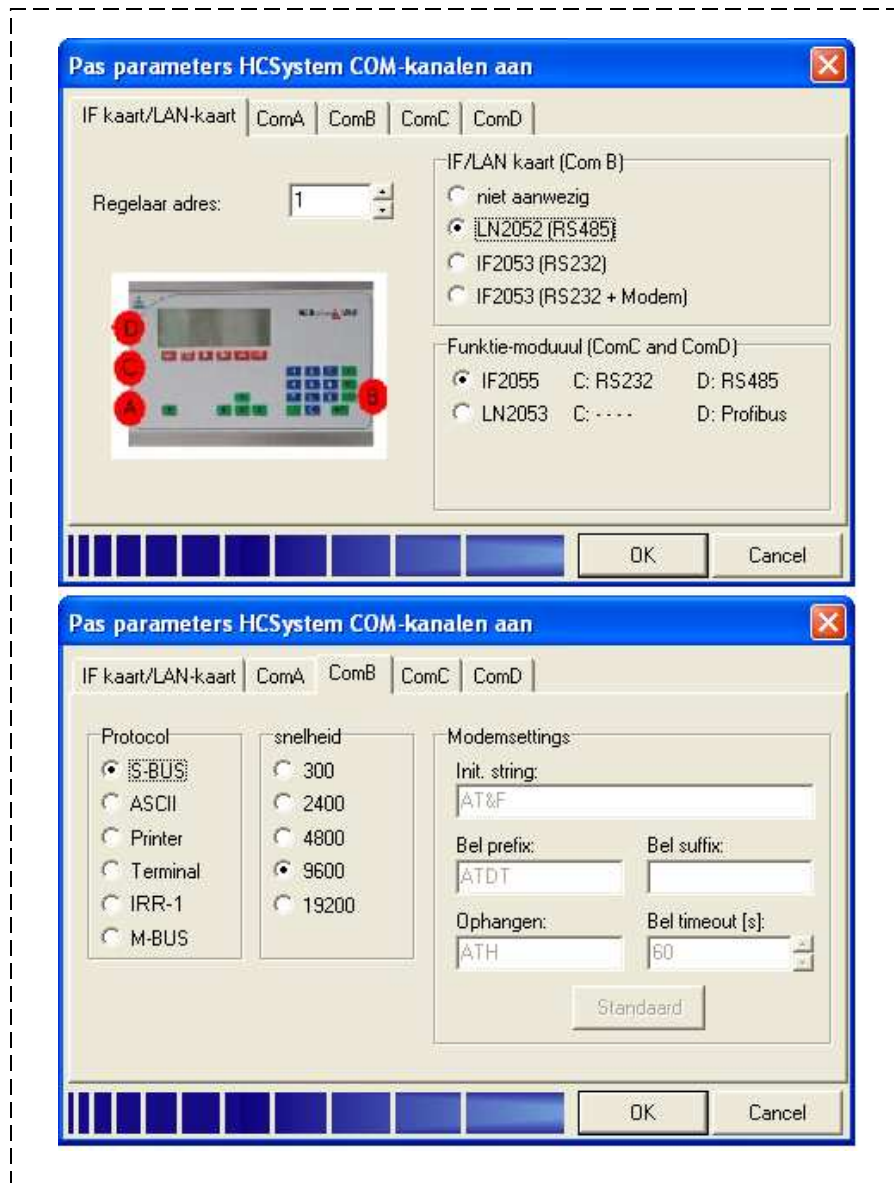 Pas parameters HCSystem COM-kanalen aan
IF kaart/LAN-kaart ComA ComB ComC ComD
IF/LAN kaart (Com B)
Regelaar adres: 1
niet aanwezig
LN2052 (RS485)
IF2053 (RS232)
IF2053 (RS232 + Modem)
D
C
A
B
Funktie-moduuul (ComC and ComD)
IF2055 C: RS232 D: RS485
LN2053 C: - - - - D: Profibus
OK Cancel
Pas parameters HCSystem COM-kanalen aan
IF kaart/LAN-kaart ComA ComB ComC ComD
Protocol
S-BUS
ASCII
Printer
Terminal
IRR-1
M-BUS
snelheid
300
2400
4800
9600
19200
Modemsettings
Init. string:
AT&F
Bel prefix: Bel suffix:
ATDT
Ophangen: Bel timeout [s]:
ATH 60
Standaard
OK Cancel